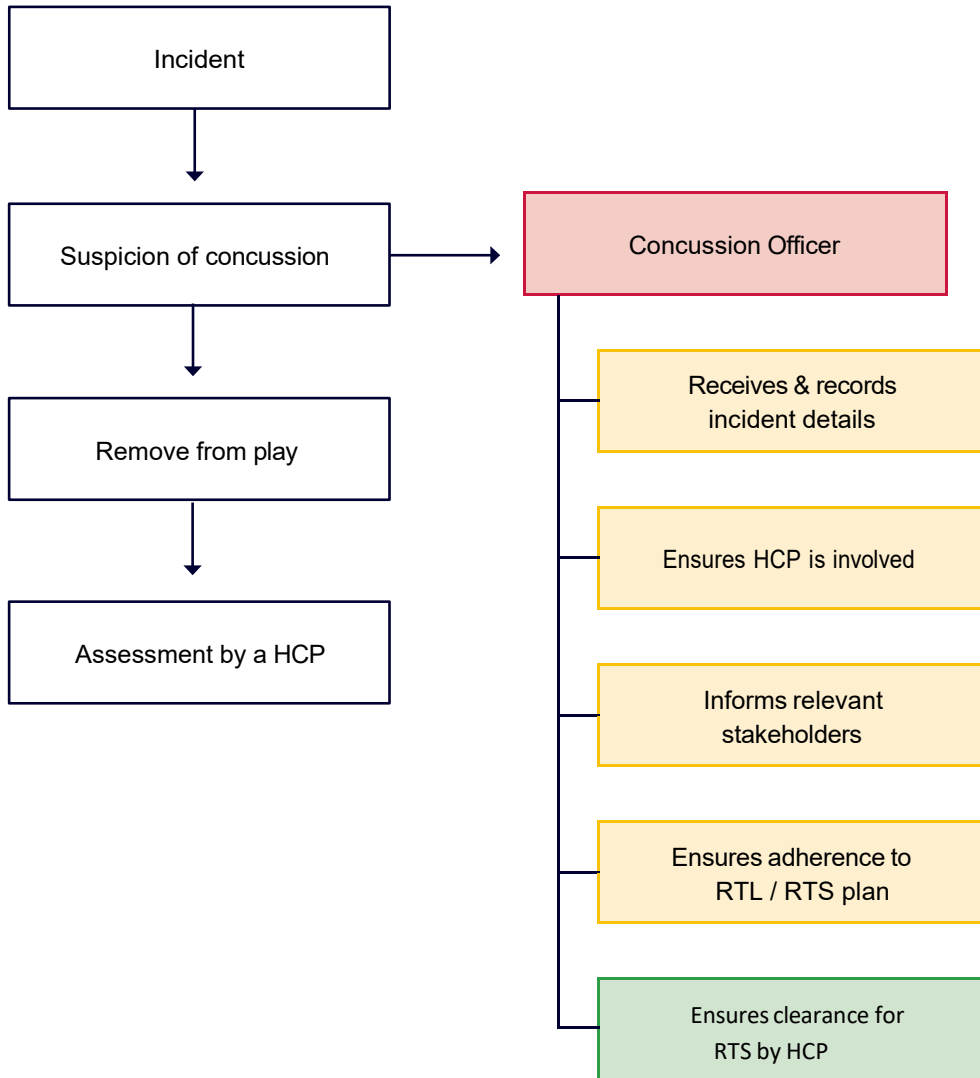 Incident
Suspicion of concussion
Remove from play
Assessment by a HCP
Concussion Officer
Receives & records
incident details
Ensures HCP is involved
Informs relevant
stakeholders
Ensures adherence to
RTL / RTS plan
Ensures clearance for
RTS by HCP